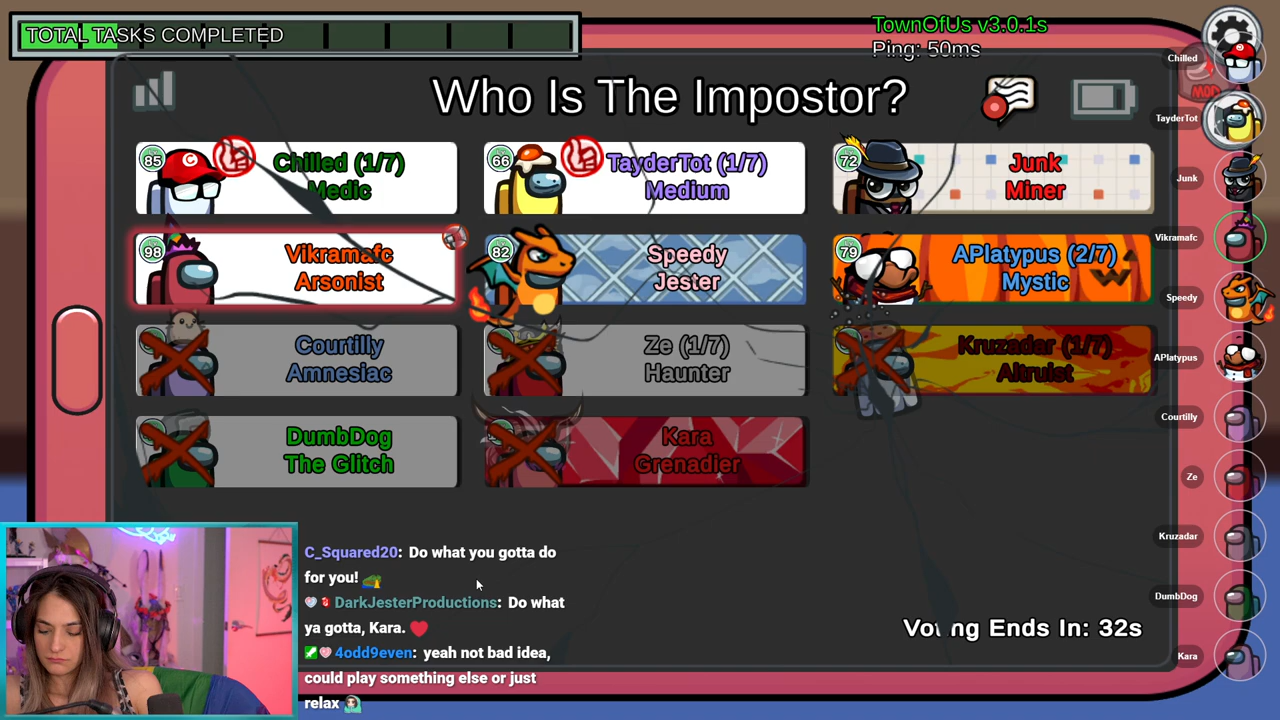 TOTAL TASKS COMPLETED
TownOfUs v3.0.1s
Ping: 50ms
Who Is The Impostor?
MOD
85
Chilled (1/7)
Medic
66
TayderTot (1/7)
Medium
72
Junk
Miner
98
Vikramafc
Arsonist
82
Speedy
Jester
79
APlatypus (2/7)
Mystic
Courtilly
Amnesiac
Ze (1/7)
Haunter
Kruzadar (1/7)
Altruist
DumbDog
The Glitch
Kara
Grenadier
C_Squared20: Do what you gotta do
for you!
DarkJesterProductions: Do what
ya gotta, Kara.
4odd9even: yeah not bad idea,
could play something else or just
relax
Voting Ends In: 32s
Chilled
TayderTot
Junk
Vikramafc
Speedy
APlatypus
Courtilly
Ze
Kruzadar
DumbDog
Kara